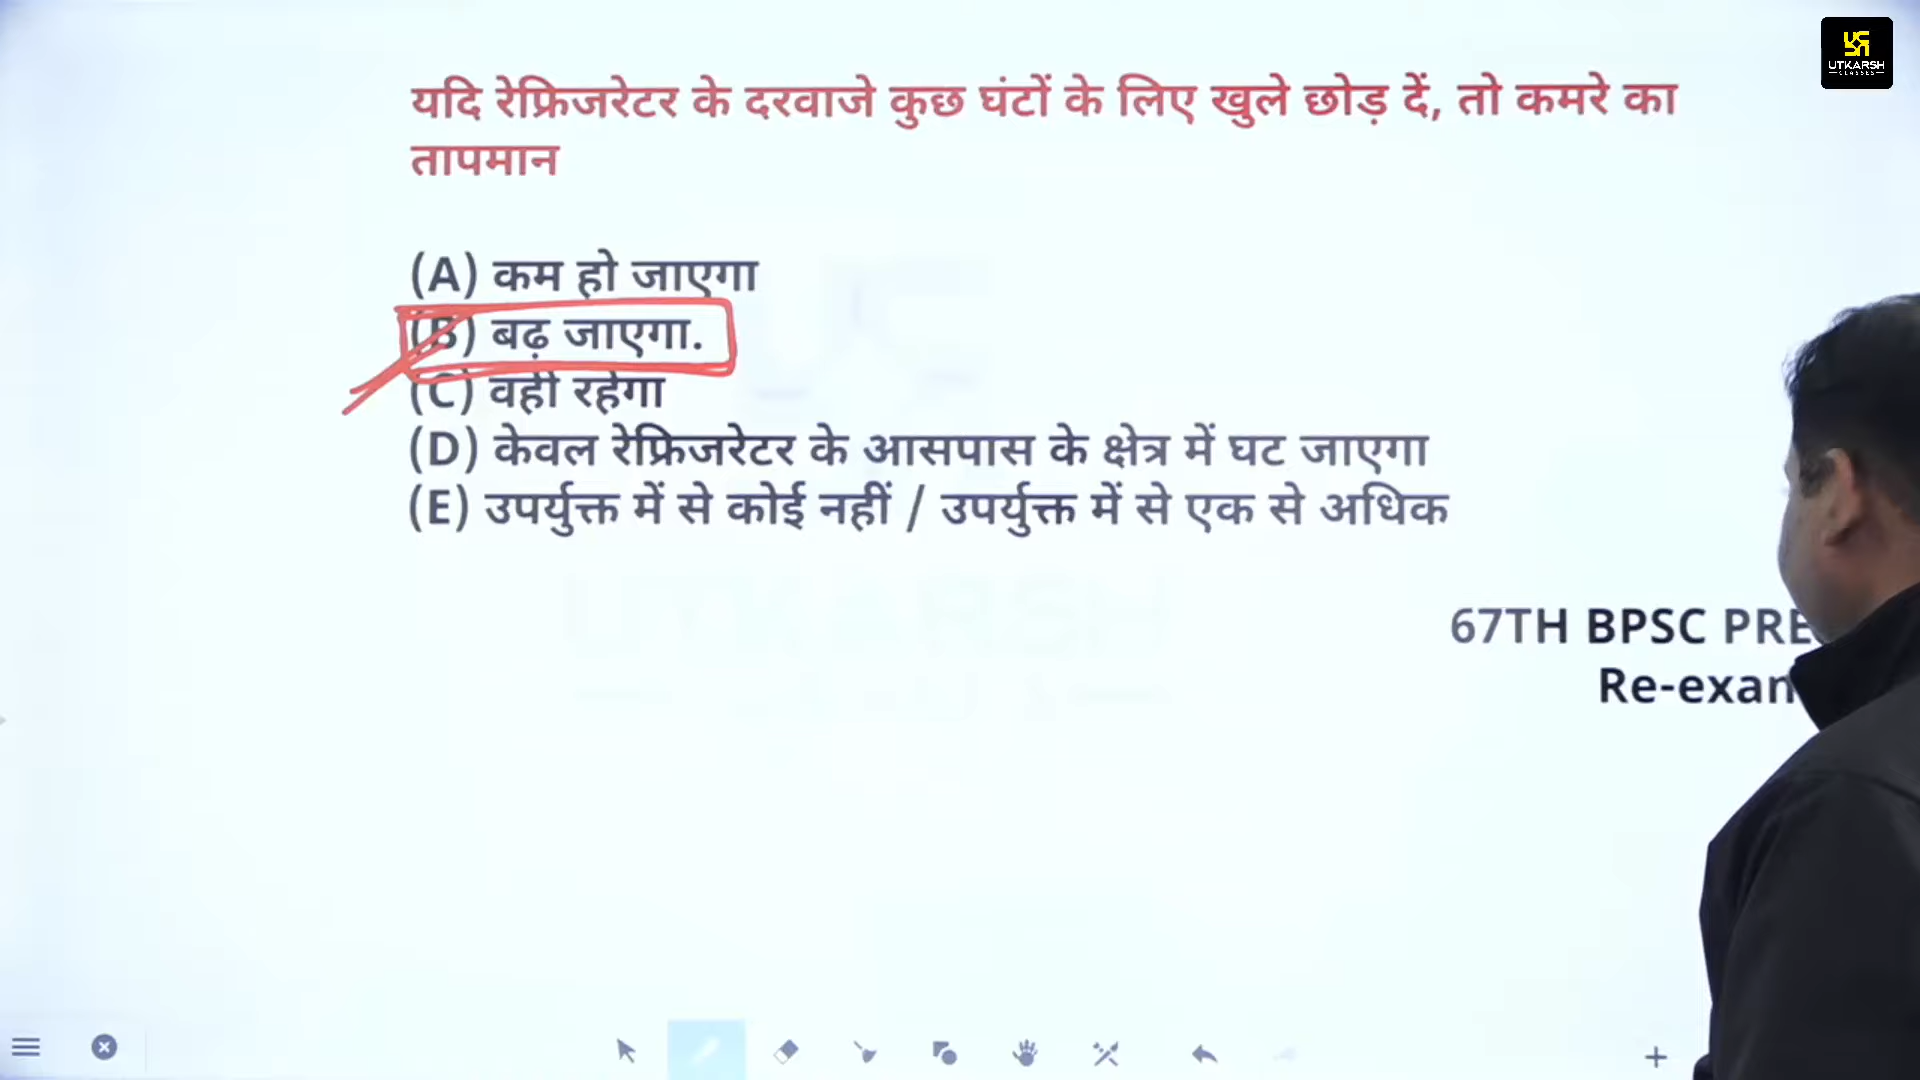 UTKARSH
CLASSES
यदि रेफ्रिजरेटर के दरवाजे कुछ घंटों के लिए खुले छोड़ दें, तो कमरे का
तापमान
(A) कम हो जाएगा
(B) बढ़ जाएगा.
(C) वही रहेगा
(D) केवल रेफ्रिजरेटर के आसपास के क्षेत्र में घट जाएगा
(E) उपर्युक्त में से कोई नहीं / उपर्युक्त में से एक से अधिक
67TH BPSC PRE
Re-exam